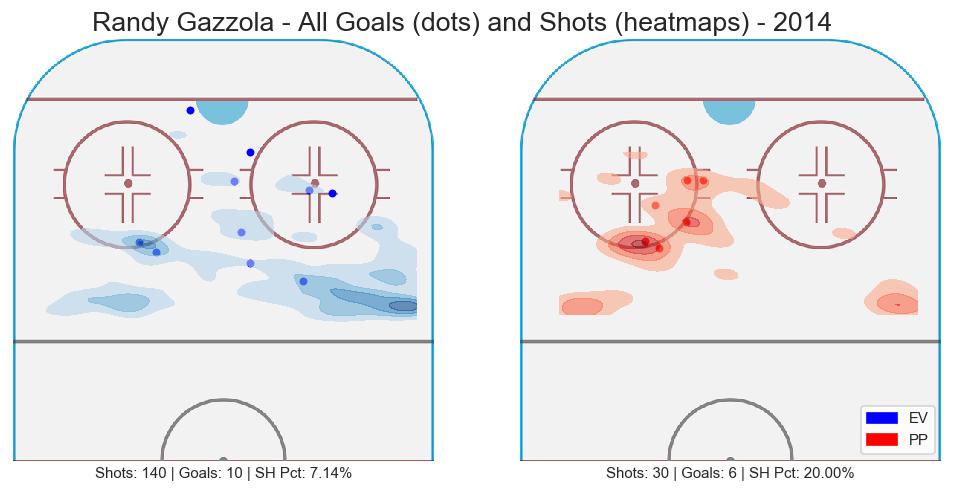 Randy Gazzola - All Goals (dots) and Shots (heatmaps) - 2014
EV
PP
Shots: 140 | Goals: 10 | SH Pct: 7.14%
Shots: 30 | Goals: 6 | SH Pct: 20.00%